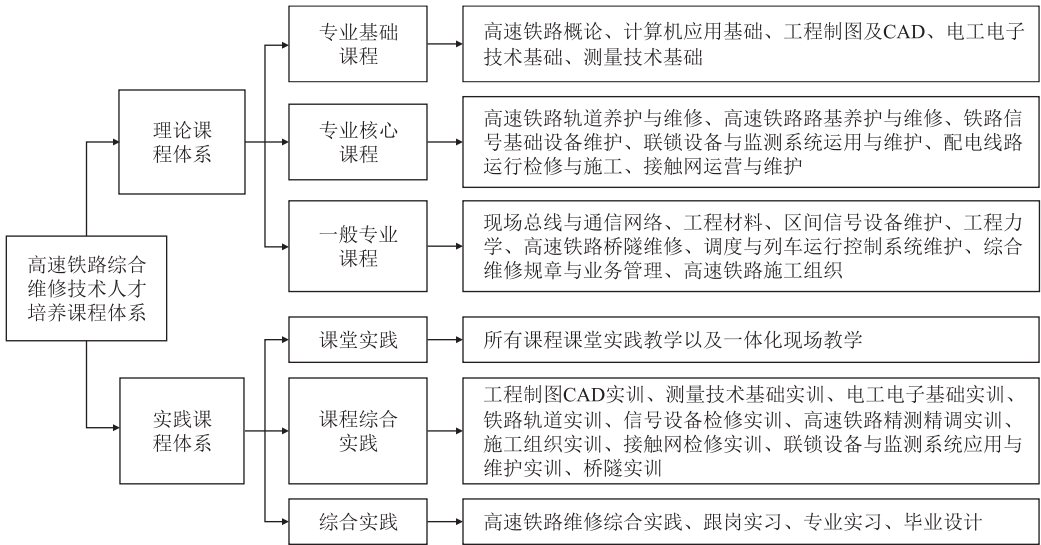 高速铁路综合
维修技术人才
培养课程体系
理论课
程体系
专业基础
课程
高速铁路概论、计算机应用基础、工程制图及CAD、电工电子
技术基础、测量技术基础
专业核心
课程
高速铁路轨道养护与维修、高速铁路路基养护与维修、铁路信
号基础设备维护、联锁设备与监测系统运用与维护、配电线路
运行检修与施工、接触网运营与维护
一般专业
课程
现场总线与通信网络、工程材料、区间信号设备维护、工程力
学、高速铁路桥隧维修、调度与列车运行控制系统维护、综合
维修规章与业务管理、高速铁路施工组织
实践课
程体系
课堂实践
所有课程课堂实践教学以及一体化现场教学
课程综合
实践
工程制图CAD实训、测量技术基础实训、电工电子基础实训、
铁路轨道实训、信号设备检修实训、高速铁路精测精调实训、
施工组织实训、接触网检修实训、联锁设备与监测系统应用与
维护实训、桥隧实训
综合实践
高速铁路维修综合实践、跟岗实习、专业实习、毕业设计